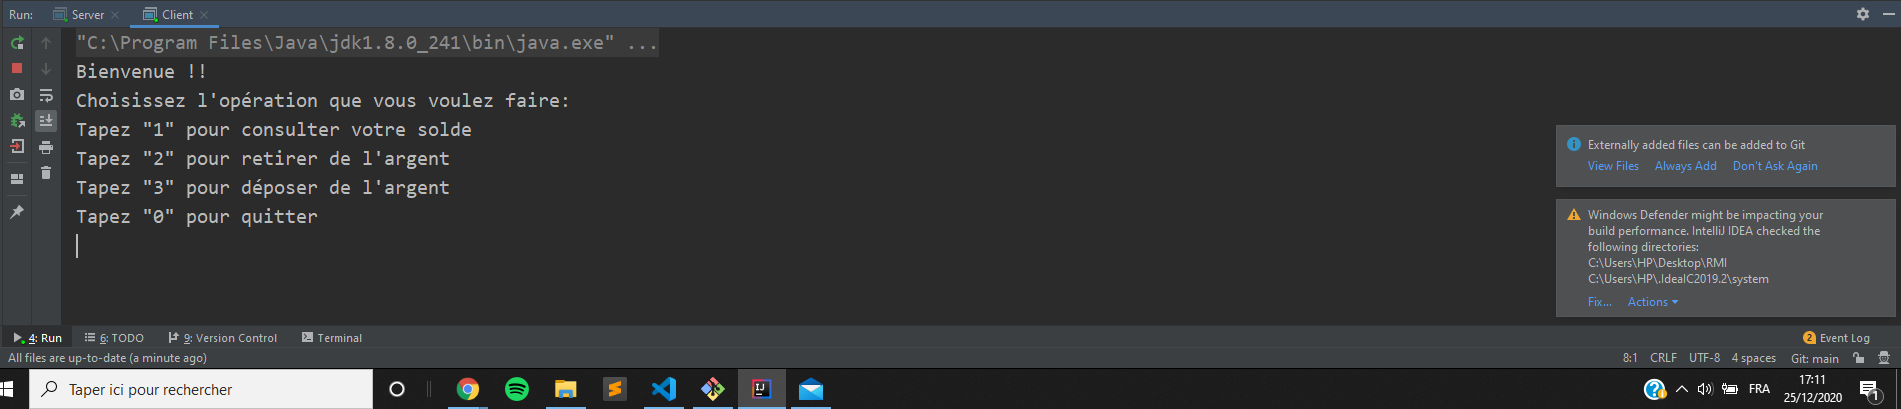 Run: Server Client
"C:\Program Files\Java\jdk1.8.0_241\bin\java.exe" ...
Bienvenue !!
Choisissez l'opération que vous voulez faire:
Tapez "1" pour consulter votre solde
Tapez "2" pour retirer de l'argent
Tapez "3" pour déposer de l'argent
Tapez "0" pour quitter
Externally added files can be added to Git
View Files Always Add Don't Ask Again
Windows Defender might be impacting your
build performance. IntelliJ IDEA checked the
following directories:
C:\Users\HP\Desktop\RMI
C:\Users\HP\.IdeaIC2019.2\system
Fix... Actions
4: Run 6: TODO 9: Version Control Terminal 2 Event Log
All files are up-to-date (a minute ago) 8:1 CRLF UTF-8 4 spaces Git: main
Taper ici pour rechercher IJ FRA
17:11
25/12/2020
1